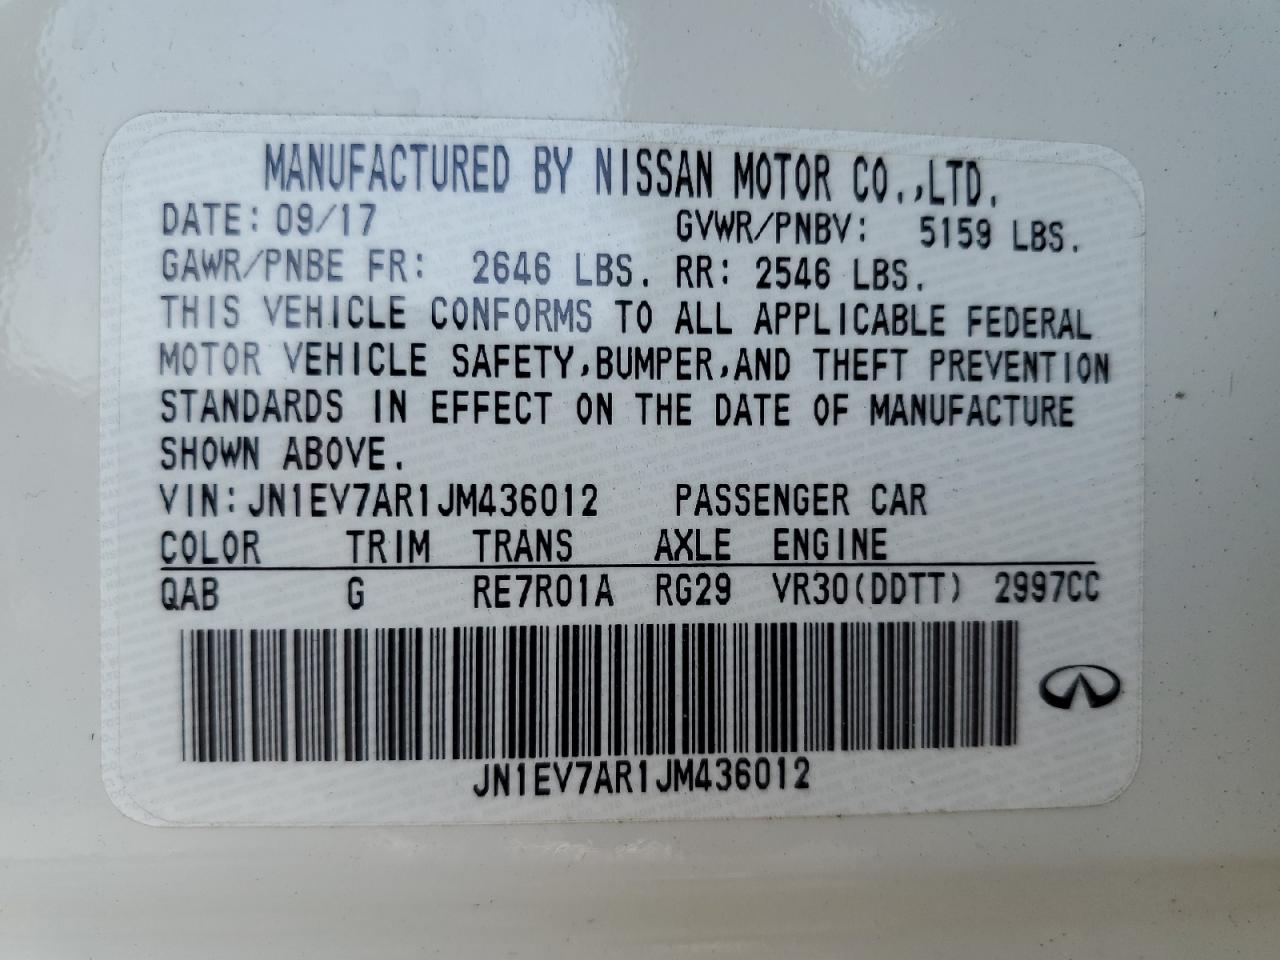 MANUFACTURED BY NISSAN MOTOR CO.,LTD.
DATE: 09/17 GVWR/PNBV: 5159 LBS.
GAWR/PNBE FR: 2646 LBS. RR: 2546 LBS.
THIS VEHICLE CONFORMS TO ALL APPLICABLE FEDERAL
MOTOR VEHICLE SAFETY,BUMPER,AND THEFT PREVENTION
STANDARDS IN EFFECT ON THE DATE OF MANUFACTURE
SHOWN ABOVE.
VIN:JN1EV7AR1JM436012 PASSENGER CAR
COLOR TRIM TRANS AXLE ENGINE
QAB G RE7R01A RG29 VR30(DDTT) 2997CC
JN1EV7AR1JM436012